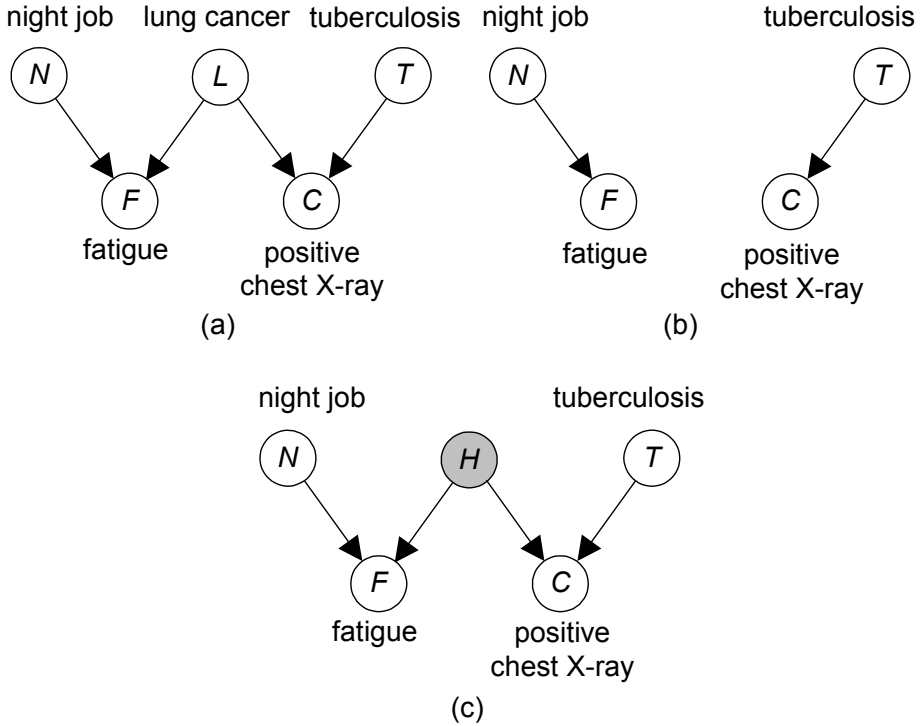 night job lung cancer tuberculosis
N L T
F C
fatigue positive
chest X-ray
(a)
night job tuberculosis
N T
F C
fatigue positive
chest X-ray
(b)
night job tuberculosis
N H T
F C
fatigue positive
chest X-ray
(c)